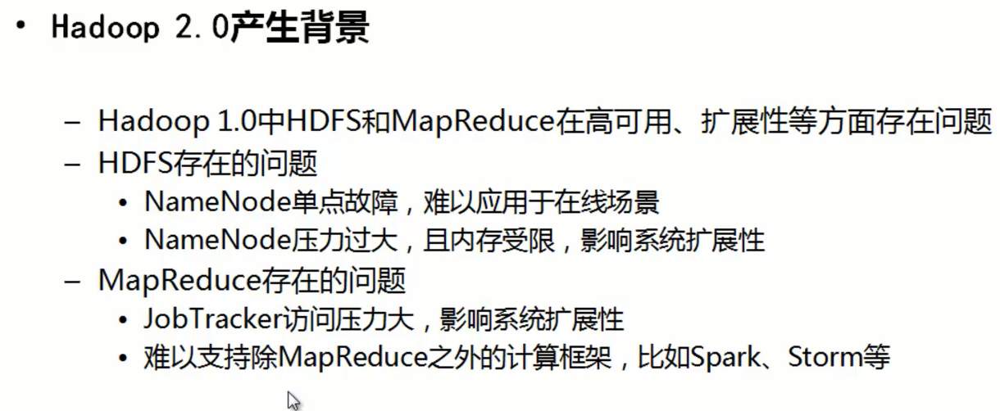 • Hadoop 2.0产生背景
– Hadoop 1.0中HDFS和MapReduce在高可用、扩展性等方面存在问题
– HDFS存在的问题
• NameNode单点故障，难以应用于在线场景
• NameNode压力过大，且内存受限，影响系统扩展性
– MapReduce存在的问题
• JobTracker访问压力大，影响系统扩展性
• 难以支持除MapReduce之外的计算框架，比如Spark、Storm等